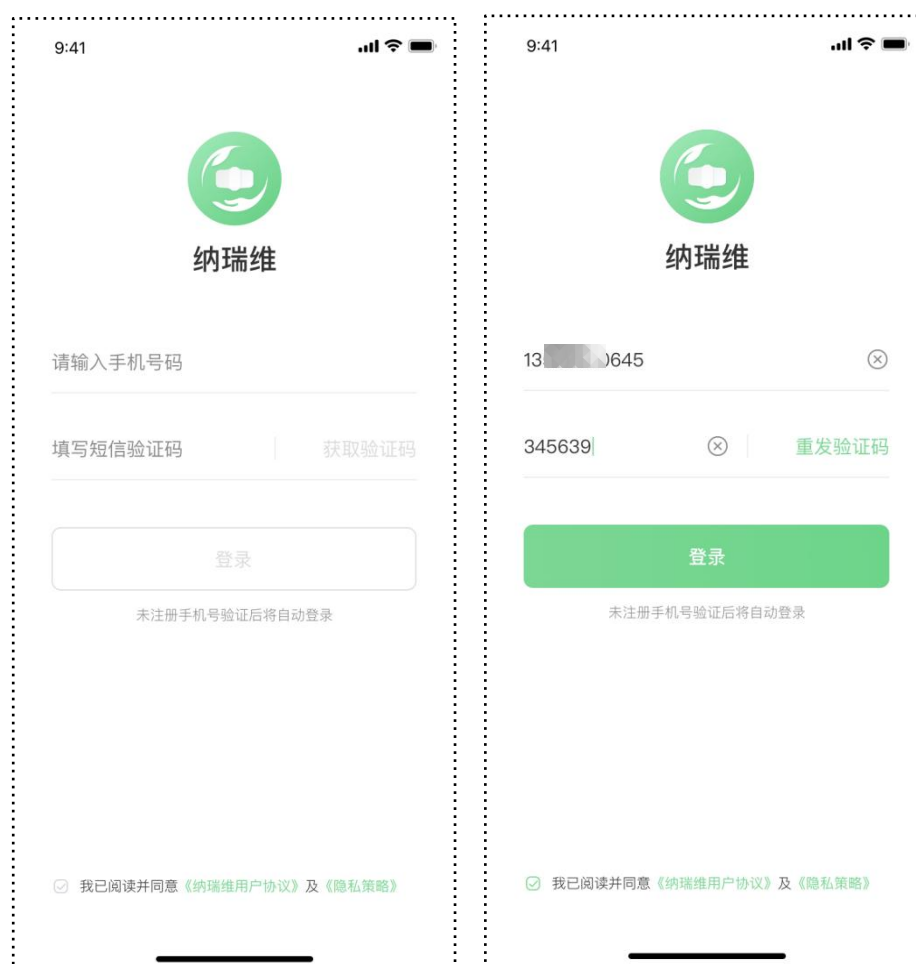 9:41
纳瑞维
请输入手机号码
填写短信验证码 获取验证码
登录
未注册手机号验证后将自动登录
我已阅读并同意《纳瑞维用户协议》及《隐私策略》
9:41
纳瑞维
13 0645
345639 重发验证码
登录
未注册手机号验证后将自动登录
我已阅读并同意《纳瑞维用户协议》及《隐私策略》